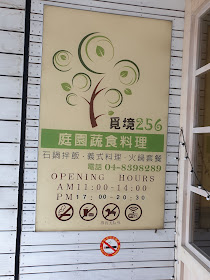 覓境256
庭園蔬食料理
石鍋拌飯·義式料理·火鍋套餐
電話 04-8398289
OPENING HOURS
AM11:00-14:00
PM17:00-20:30